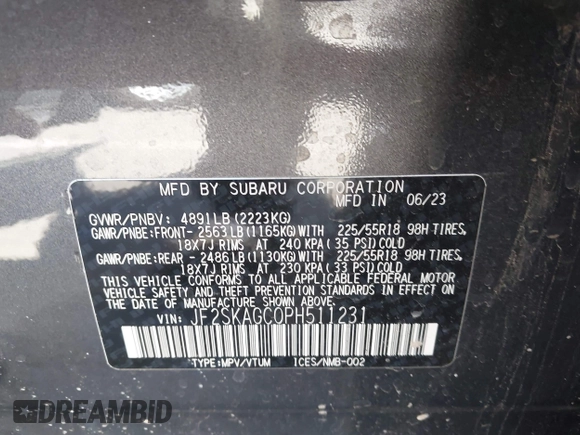 MFD BY SUBARU CORPORATION
MFD IN 06/23
GVWR/PNBV: 4891LB(2223KG)
GAWR/PNBE:FRONT- 2563LB(1165KG)WITH 225/55R18 98H TIRES,
18X7J RIMS AT 240 KPA( 35 PSI)COLD
GAWR/PNBE:REAR - 2486LB(1130KG)WITH 225/55R18 98H TIRES,
18X7J RIMS AT 230 KPA( 33 PSI)COLD
THIS VEHICLE CONFORMS TO ALL APPLICABLE FEDERAL MOTOR
VEHICLE SAFETY AND THEFT PREVENTION STANDARDS IN EFFECT ON THE
DATE OF MANUFACTURE SHOWN ABOVE.
VIN: JF2SKAGC0PH511231
TYPE:MPV/VTUM ICES/NMB-002
DREAMBID